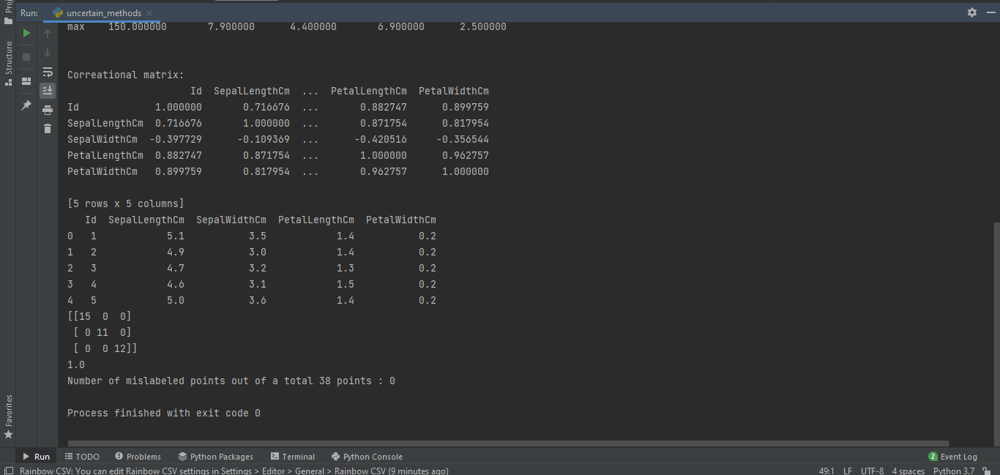 Run: uncertain_methods
max 150.000000 7.900000 4.400000 6.900000 2.500000
Correational matrix:
Id SepalLengthCm ... PetalLengthCm PetalWidthCm
Id 1.000000 0.716676 ... 0.882747 0.899759
SepalLengthCm 0.716676 1.000000 ... 0.871754 0.817954
SepalWidthCm -0.397729 -0.109369 ... -0.420516 -0.356544
PetalLengthCm 0.882747 0.871754 ... 1.000000 0.962757
PetalWidthCm 0.899759 0.817954 ... 0.962757 1.000000
[5 rows x 5 columns]
Id SepalLengthCm SepalWidthCm PetalLengthCm PetalWidthCm
0 1 5.1 3.5 1.4 0.2
1 2 4.9 3.0 1.4 0.2
2 3 4.7 3.2 1.3 0.2
3 4 4.6 3.1 1.5 0.2
4 5 5.0 3.6 1.4 0.2
[[15 0 0]
[ 0 11 0]
[ 0 0 12]]
1.0
Number of mislabeled points out of a total 38 points : 0
Process finished with exit code 0
Structure
Favorites
Run TODO Problems Python Packages Terminal Python Console 2 Event Log
Rainbow CSV: You can edit Rainbow CSV settings in Settings > Editor > General > Rainbow CSV (9 minutes ago) 49:1 LF UTF-8 4 spaces Python 3.7